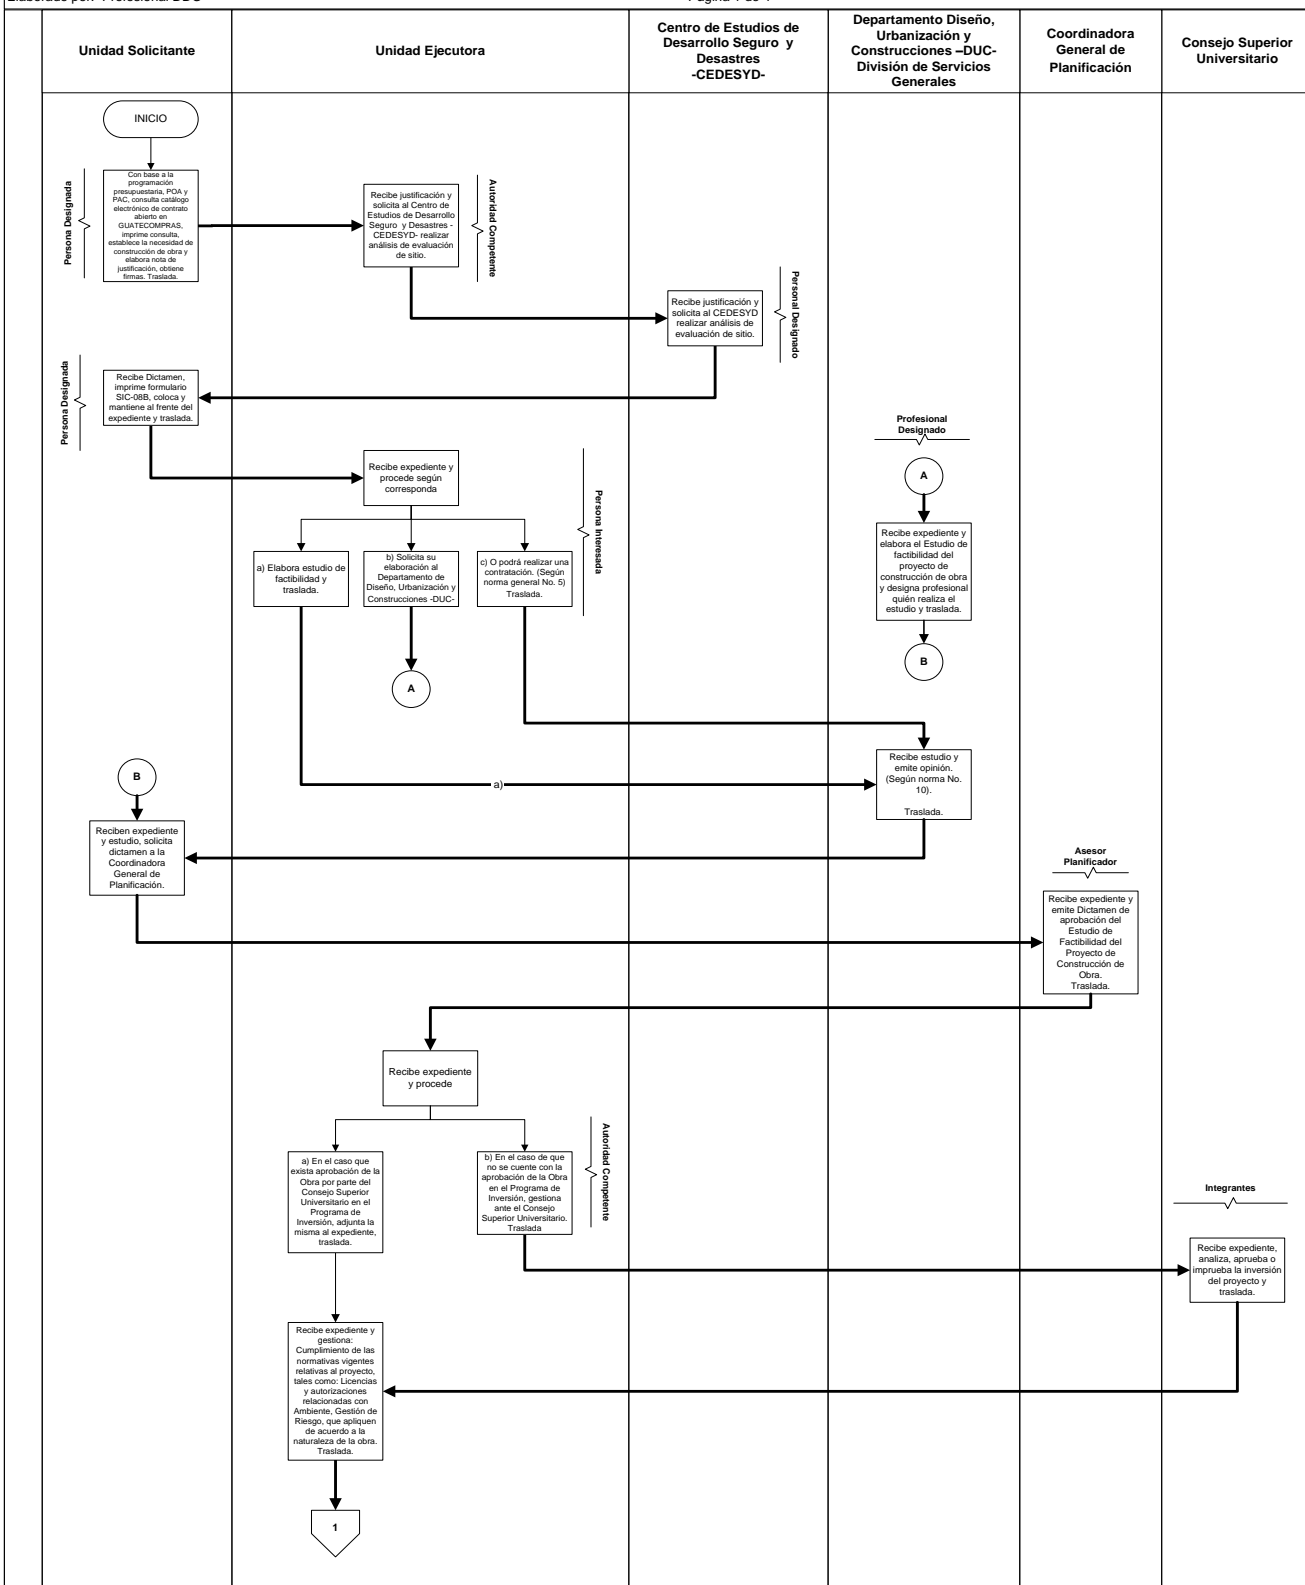 Unidad Solicitante
Unidad Ejecutora
Centro de Estudios de
Desarrollo Seguro y
Desastres
-CEDESYD-
Departamento Diseño,
Urbanización y
Construcciones –DUC-
División de Servicios
Generales
Coordinadora
General de
Planificación
Consejo Superior
Universitario
INICIO
Persona Designada
Con base a la
programación
presupuestaria, POA y
PAC, consulta catálogo
electrónico de contrato
abierto en
GUATECOMPRAS,
imprime consulta,
establece la necesidad de
construcción de obra y
elabora nota de
justificación, obtiene
firmas. Traslada.
Recibe justificación y
solicita al Centro de
Estudios de Desarrollo
Seguro y Desastres -
CEDESYD- realizar
análisis de evaluación
de sitio.
Autoridad Competente
Recibe justificación y
solicita al CEDESYD
realizar análisis de
evaluación de sitio.
Personal Designado
Persona Designada
Recibe Dictamen,
imprime formulario
SIC-08B, coloca y
mantiene al frente del
expediente y traslada.
Recibe expediente y
procede según
corresponda
Persona Interesada
a) Elabora estudio de
factibilidad y
traslada.
b) Solicita su
elaboración al
Departamento de
Diseño, Urbanización y
Construcciones -DUC-
c) O podrá realizar una
contratación. (Según
norma general No. 5)
Traslada.
A
Profesional
Designado
A
Recibe expediente y
elabora el Estudio de
factibilidad del
proyecto de
construcción de obra
y designa profesional
quién realiza el
estudio y traslada.
B
a)
Recibe estudio y
emite opinión.
(Según norma No.
10).
Traslada.
B
Reciben expediente
y estudio, solicita
dictamen a la
Coordinadora
General de
Planificación.
Asesor
Planificador
Recibe expediente y
emite Dictamen de
aprobación del
Estudio de
Factibilidad del
Proyecto de
Construcción de
Obra.
Traslada.
Recibe expediente
y procede
a) En el caso que
exista aprobación de la
Obra por parte del
Consejo Superior
Universitario en el
Programa de
Inversión, adjunta la
misma al expediente,
traslada.
b) En el caso de que
no se cuente con la
aprobación de la Obra
en el Programa de
Inversión, gestiona
ante el Consejo
Superior Universitario.
Traslada
Autoridad Competente
Integrantes
Recibe expediente,
analiza, aprueba o
imprueba la inversión
del proyecto y
traslada.
Recibe expediente y
gestiona:
Cumplimiento de las
normativas vigentes
relativas al proyecto,
tales como: Licencias
y autorizaciones
relacionadas con
Ambiente, Gestión de
Riesgo, que apliquen
de acuerdo a la
naturaleza de la obra.
Traslada.
1